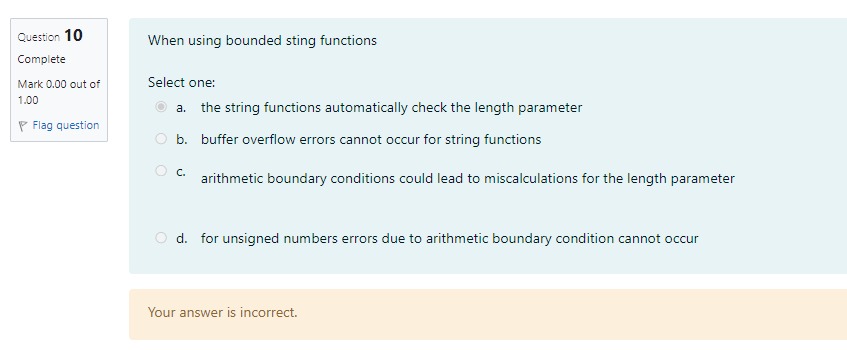 Question 10
Complete
Mark 0.00 out of
1.00
Flag question
When using bounded sting functions
Select one:
a. the string functions automatically check the length parameter
b. buffer overflow errors cannot occur for string functions
c. arithmetic boundary conditions could lead to miscalculations for the length parameter
d. for unsigned numbers errors due to arithmetic boundary condition cannot occur
Your answer is incorrect.